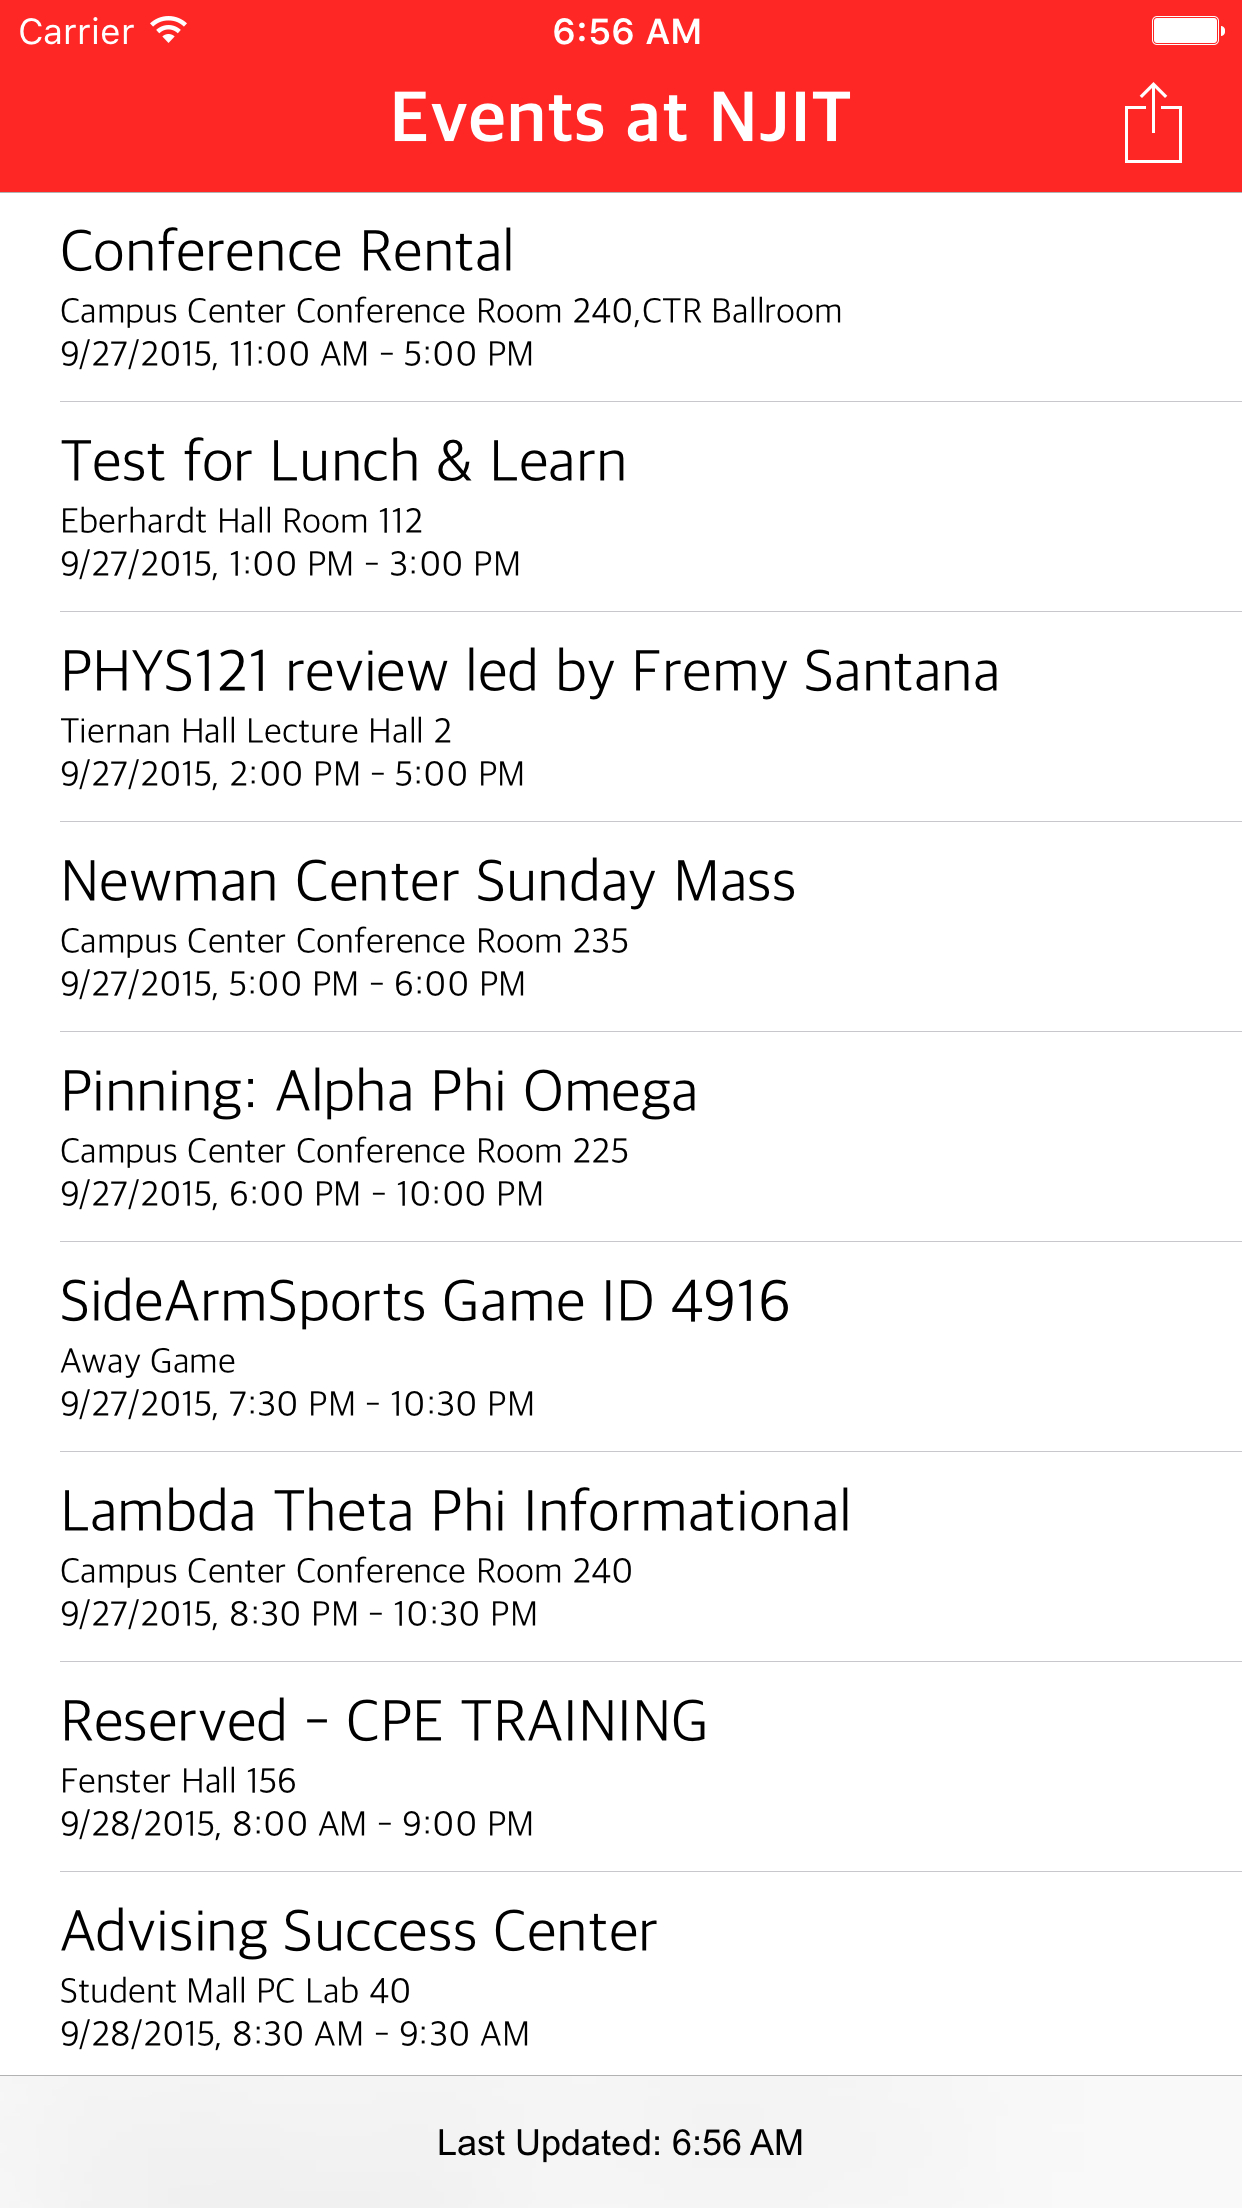 Carrier 6:56 AM
Events at NJIT
Conference Rental
Campus Center Conference Room 240,CTR Ballroom
9/27/2015, 11:00 AM - 5:00 PM
Test for Lunch & Learn
Eberhardt Hall Room 112
9/27/2015, 1:00 PM - 3:00 PM
PHYS121 review led by Fremy Santana
Tiernan Hall Lecture Hall 2
9/27/2015, 2:00 PM - 5:00 PM
Newman Center Sunday Mass
Campus Center Conference Room 235
9/27/2015, 5:00 PM - 6:00 PM
Pinning: Alpha Phi Omega
Campus Center Conference Room 225
9/27/2015, 6:00 PM - 10:00 PM
SideArmSports Game ID 4916
Away Game
9/27/2015, 7:30 PM - 10:30 PM
Lambda Theta Phi Informational
Campus Center Conference Room 240
9/27/2015, 8:30 PM - 10:30 PM
Reserved - CPE TRAINING
Fenster Hall 156
9/28/2015, 8:00 AM - 9:00 PM
Advising Success Center
Student Mall PC Lab 40
9/28/2015, 8:30 AM - 9:30 AM
Last Updated: 6:56 AM